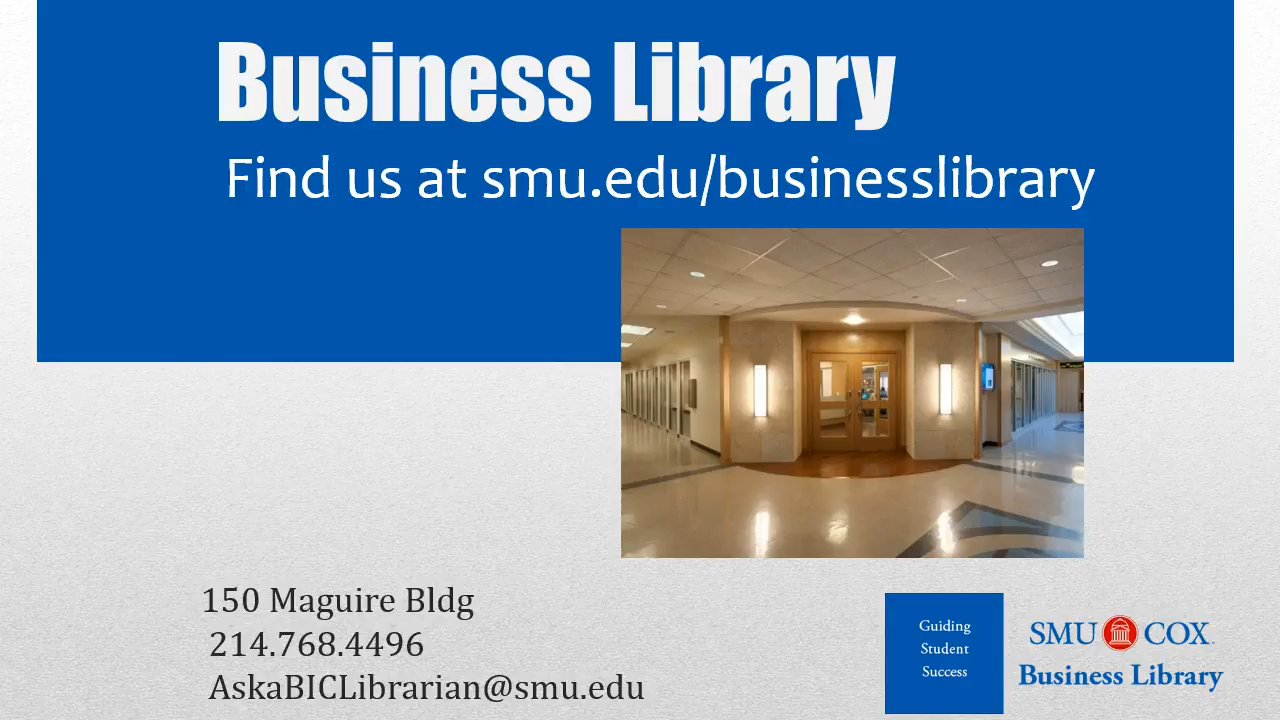 Business Library
Find us at smu.edu/businesslibrary
150 Maguire Bldg
214.768.4496
AskaBICLibrarian@smu.edu
Guiding
Student
Success
SMU COX
Business Library